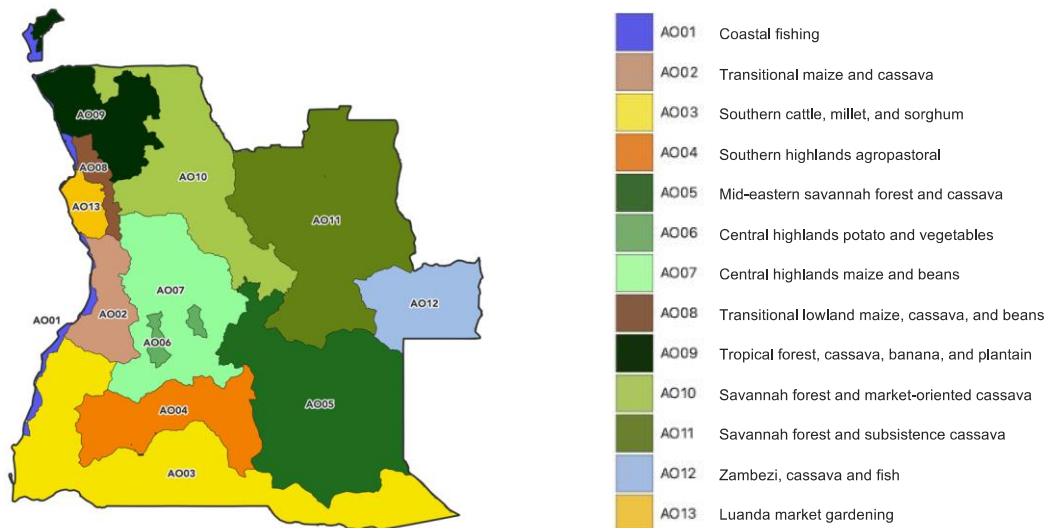 AO09
AO08
AO10
AO13
AO11
AO07
AO12
AO02
AO01
AO06
AO05
AO04
AO03
AO01 Coastal fishing
AO02 Transitional maize and cassava
AO03 Southern cattle, millet, and sorghum
AO04 Southern highlands agropastoral
AO05 Mid-eastern savannah forest and cassava
AO06 Central highlands potato and vegetables
AO07 Central highlands maize and beans
AO08 Transitional lowland maize, cassava, and beans
AO09 Tropical forest, cassava, banana, and plantain
AO10 Savannah forest and market-oriented cassava
AO11 Savannah forest and subsistence cassava
AO12 Zambezi, cassava and fish
AO13 Luanda market gardening